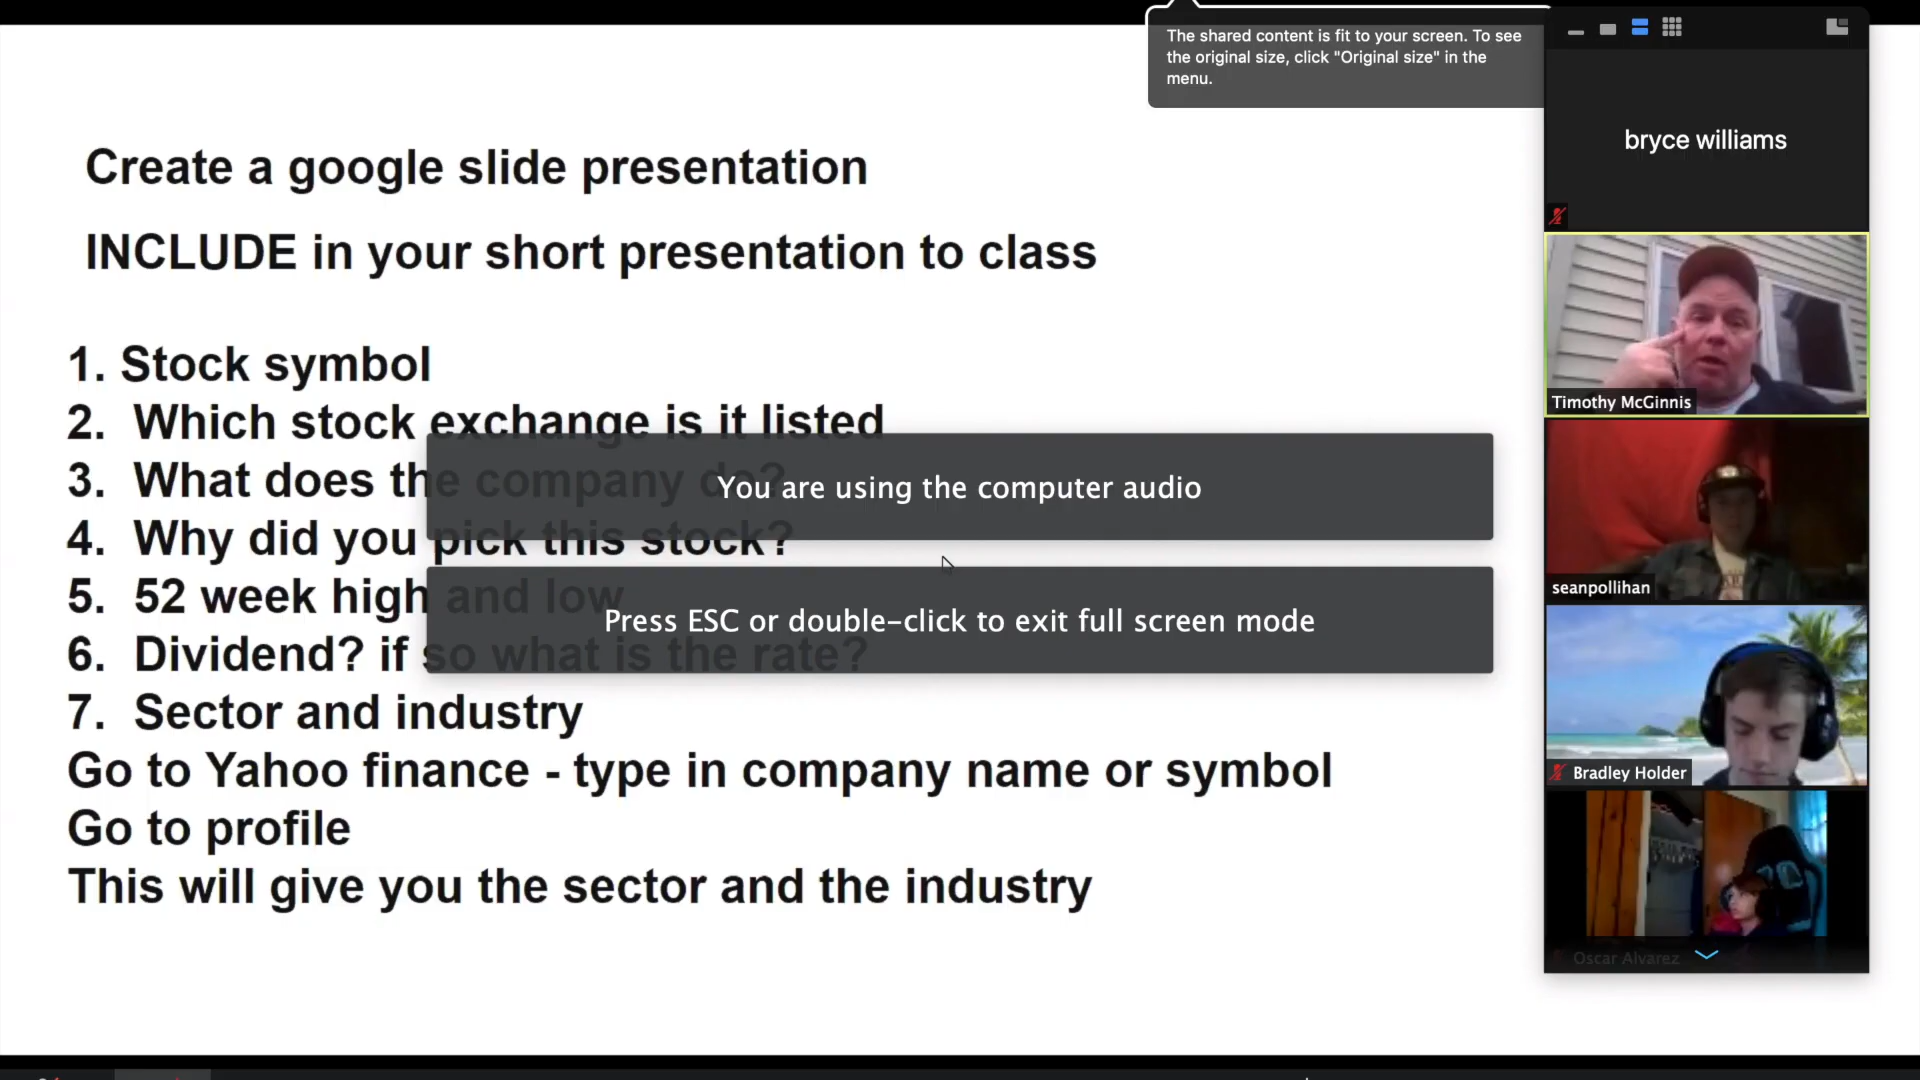 The shared content is fit to your screen. To see
the original size, click "Original size" in the
menu.
bryce williams
Create a google slide presentation
INCLUDE in your short presentation to class
1. Stock symbol
2. Which stock exchange is it listed
3. What does the company do?
You are using the computer audio
4. Why did you pick this stock?
5. 52 week high and low
Press ESC or double-click to exit full screen mode
6. Dividend? if so what is the rate?
7. Sector and industry
Go to Yahoo finance - type in company name or symbol
Go to profile
This will give you the sector and the industry
Timothy McGinnis
seanpollihan
Bradley Holder
Oscar Alvarez